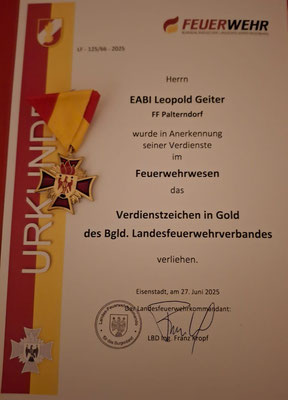 FEUERWEHR
LF - 125/66 - 2025
URKUNDE
Herrn
EABI Leopold Geiter
FF Palterndorf
wurde in Anerkennung
seiner Verdienste
im
Feuerwehrwesen
das
Verdienstzeichen in Gold
des Bgld. Landesfeuerwehrverbandes
verliehen.
Eisenstadt, am 27. Juni 2025
Der Landesfeuerwehrkommandant:
LBD Ing. Franz Kropf